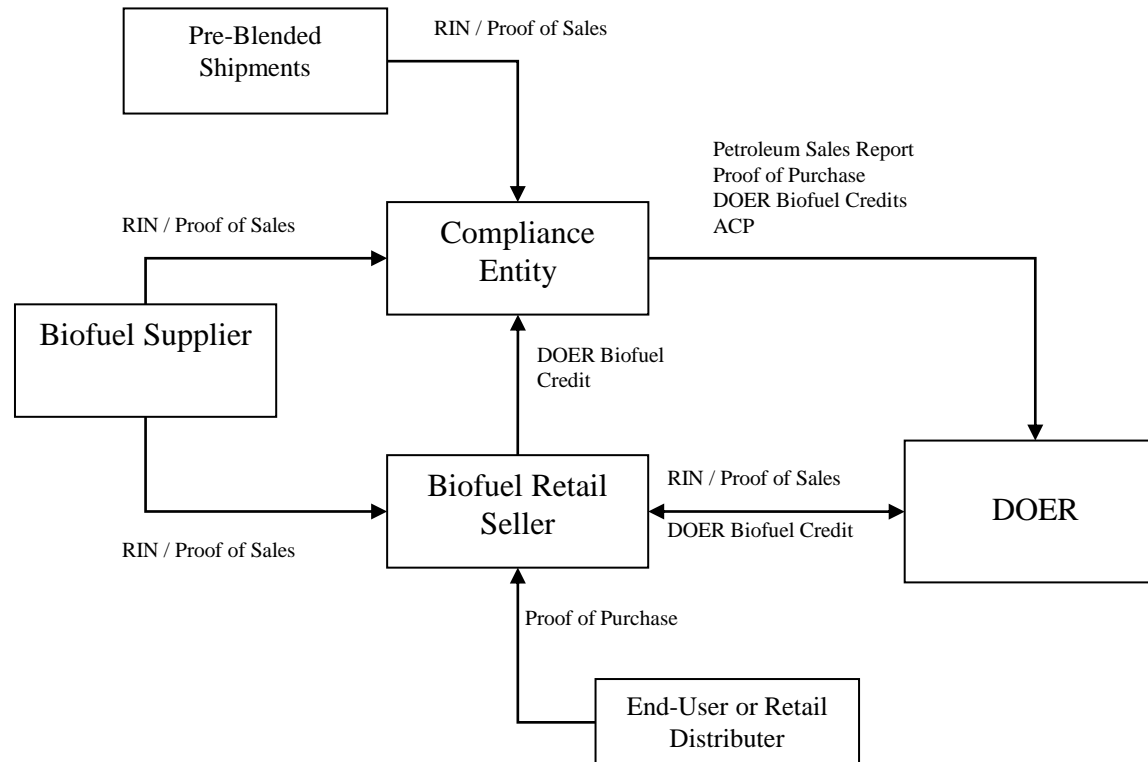 RIN / Proof of Sales
Pre-Blended
Shipments
Petroleum Sales Report
Proof of Purchase
DOER Biofuel Credits
ACP
RIN / Proof of Sales
Compliance
Entity
Biofuel Supplier
DOER Biofuel
Credit
Biofuel Retail
Seller
RIN / Proof of Sales
DOER Biofuel Credit
DOER
RIN / Proof of Sales
Proof of Purchase
End-User or Retail
Distributer